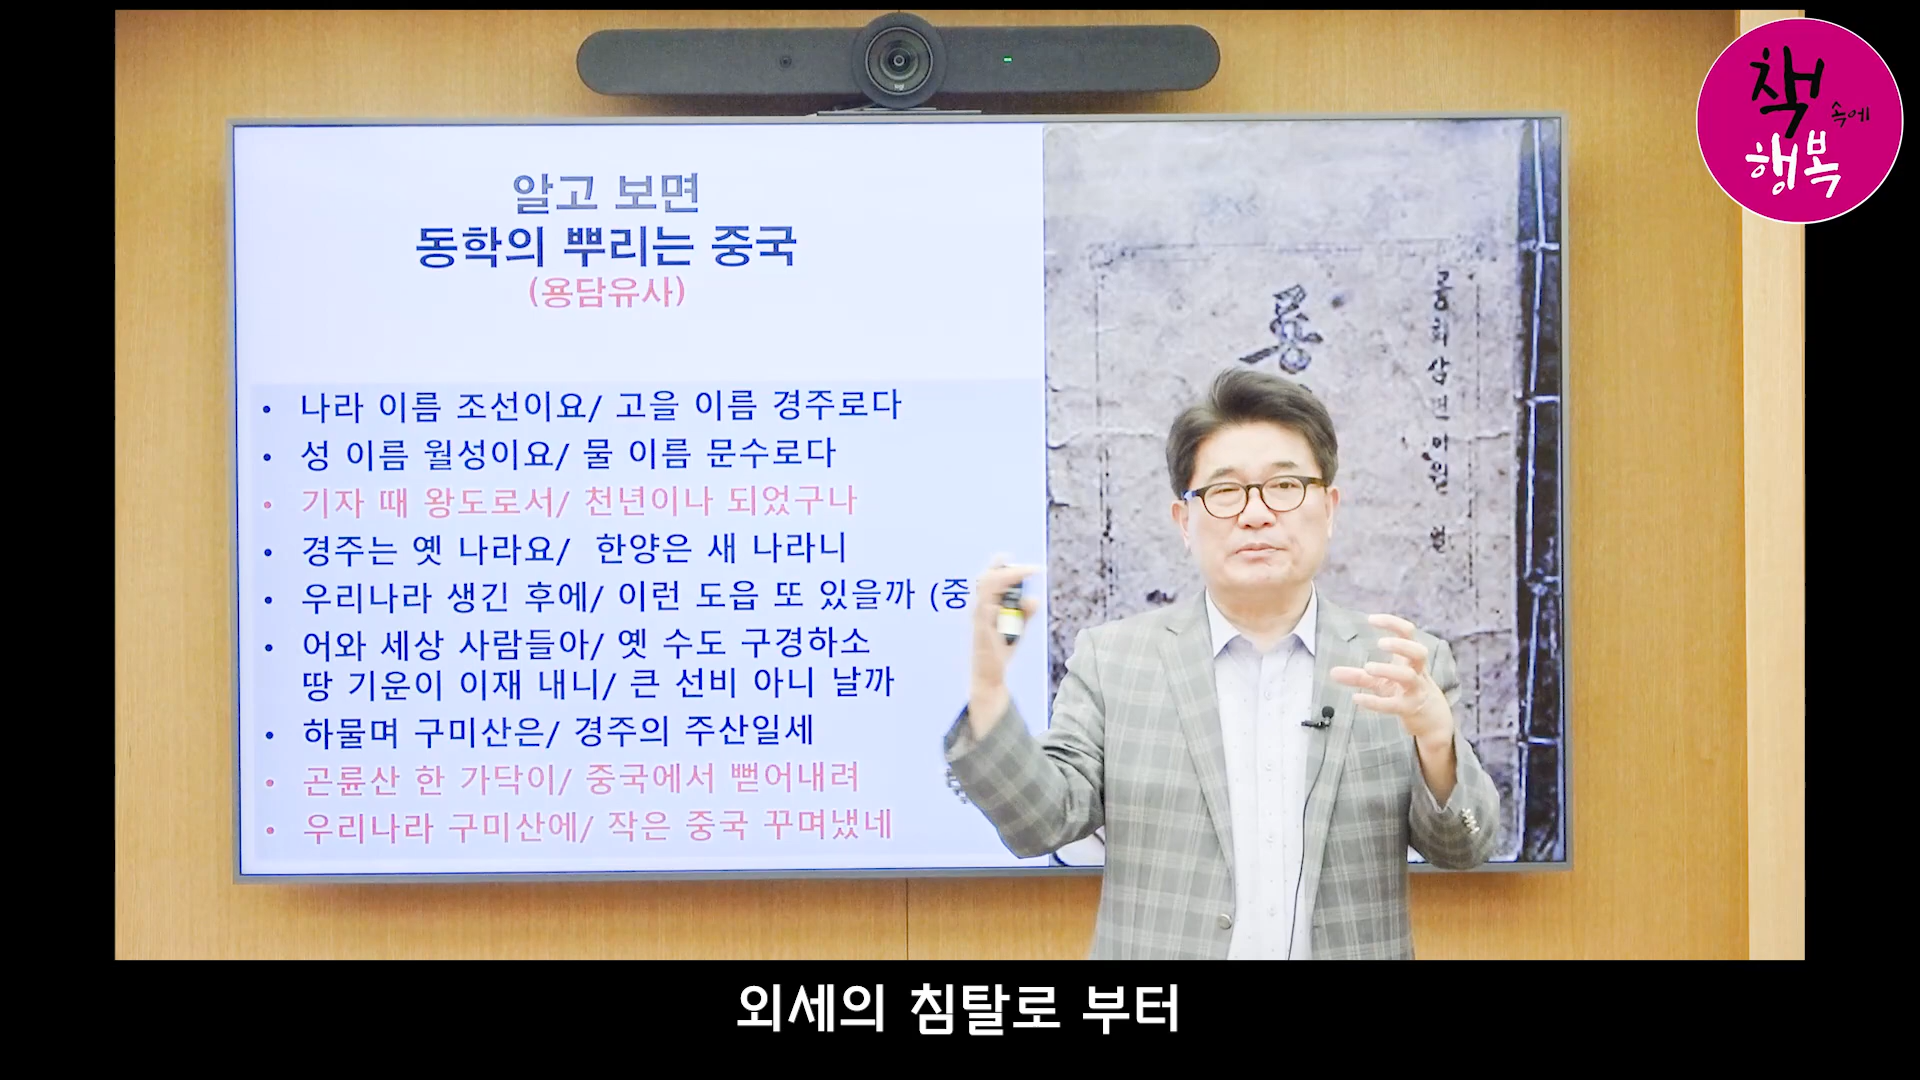 책
속에
행복
알고 보면
동학의 뿌리는 중국
(용담유사)
• 나라 이름 조선이요/ 고을 이름 경주로다
• 성 이름 월성이요/ 물 이름 문수로다
• 기자 때 왕도로서/ 천년이나 되었구나
• 경주는 옛 나라요/ 한양은 새 나라니
• 우리나라 생긴 후에/ 이런 도읍 또 있을까 (중
• 어와 세상 사람들아/ 옛 수도 구경하소
땅 기운이 이재 내니/ 큰 선비 아니 날까
• 하물며 구미산은/ 경주의 주산일세
• 곤륜산 한 가닥이/ 중국에서 뻗어내려
• 우리나라 구미산에/ 작은 중국 꾸며냈네
외세의 침탈로 부터